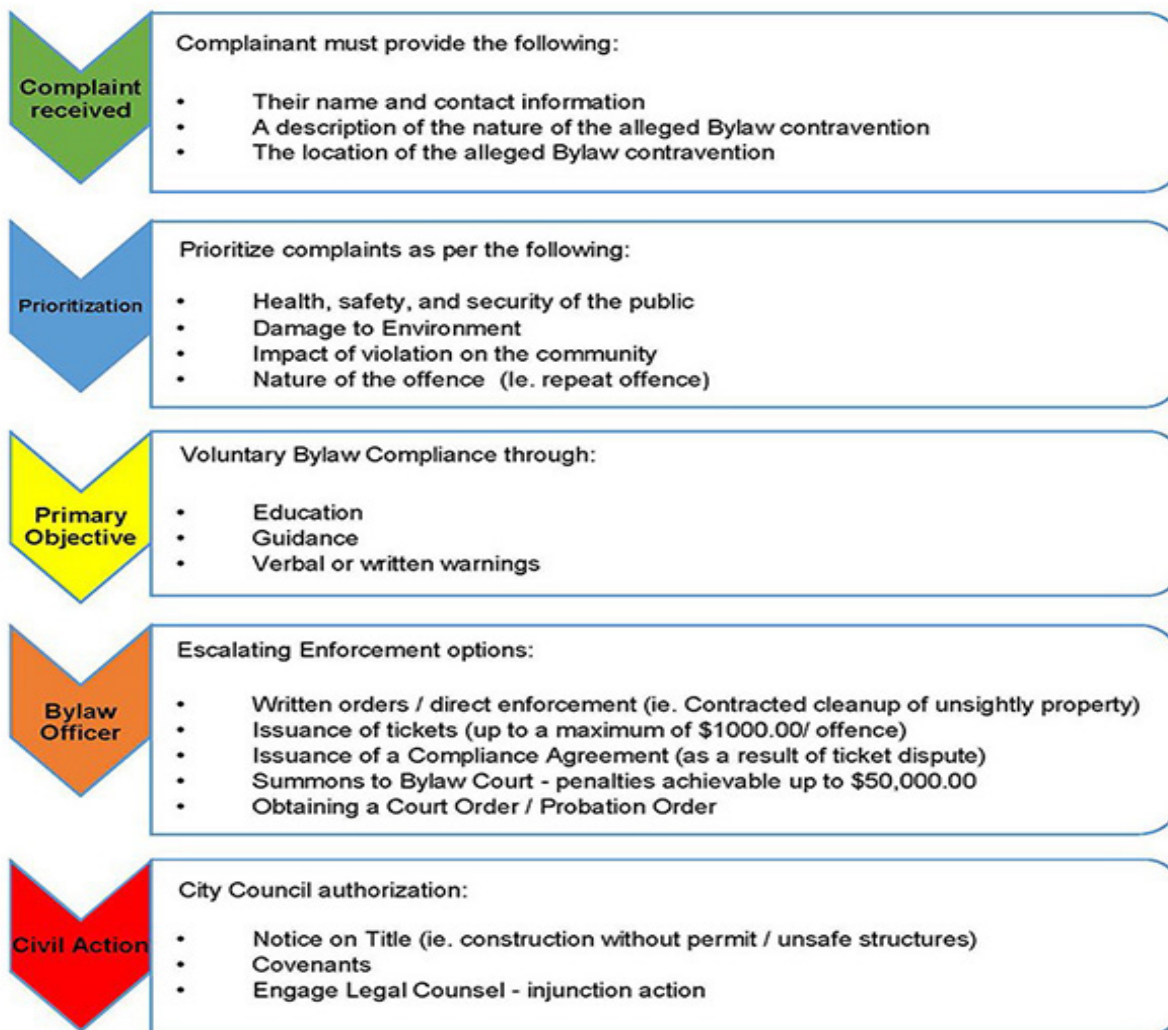 Complaint
received
Complainant must provide the following:
• Their name and contact information
• A description of the nature of the alleged Bylaw contravention
• The location of the alleged Bylaw contravention
Prioritization
Prioritize complaints as per the following:
• Health, safety, and security of the public
• Damage to Environment
• Impact of violation on the community
• Nature of the offence (Ie. repeat offence)
Primary
Objective
Voluntary Bylaw Compliance through:
• Education
• Guidance
• Verbal or written warnings
Bylaw
Officer
Escalating Enforcement options:
• Written orders / direct enforcement (ie. Contracted cleanup of unsightly property)
• Issuance of tickets (up to a maximum of $1000.00/ offence)
• Issuance of a Compliance Agreement (as a result of ticket dispute)
• Summons to Bylaw Court - penalties achievable up to $50,000.00
• Obtaining a Court Order / Probation Order
Civil Action
City Council authorization:
• Notice on Title (ie. construction without permit / unsafe structures)
• Covenants
• Engage Legal Counsel - injunction action